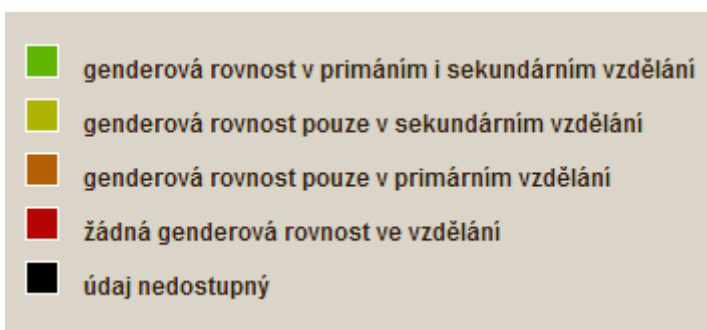 genderová rovnost v primáním i sekundárním vzdělání
genderová rovnost pouze v sekundárním vzdělání
genderová rovnost pouze v primárním vzdělání
žádná genderová rovnost ve vzdělání
údaj nedostupný